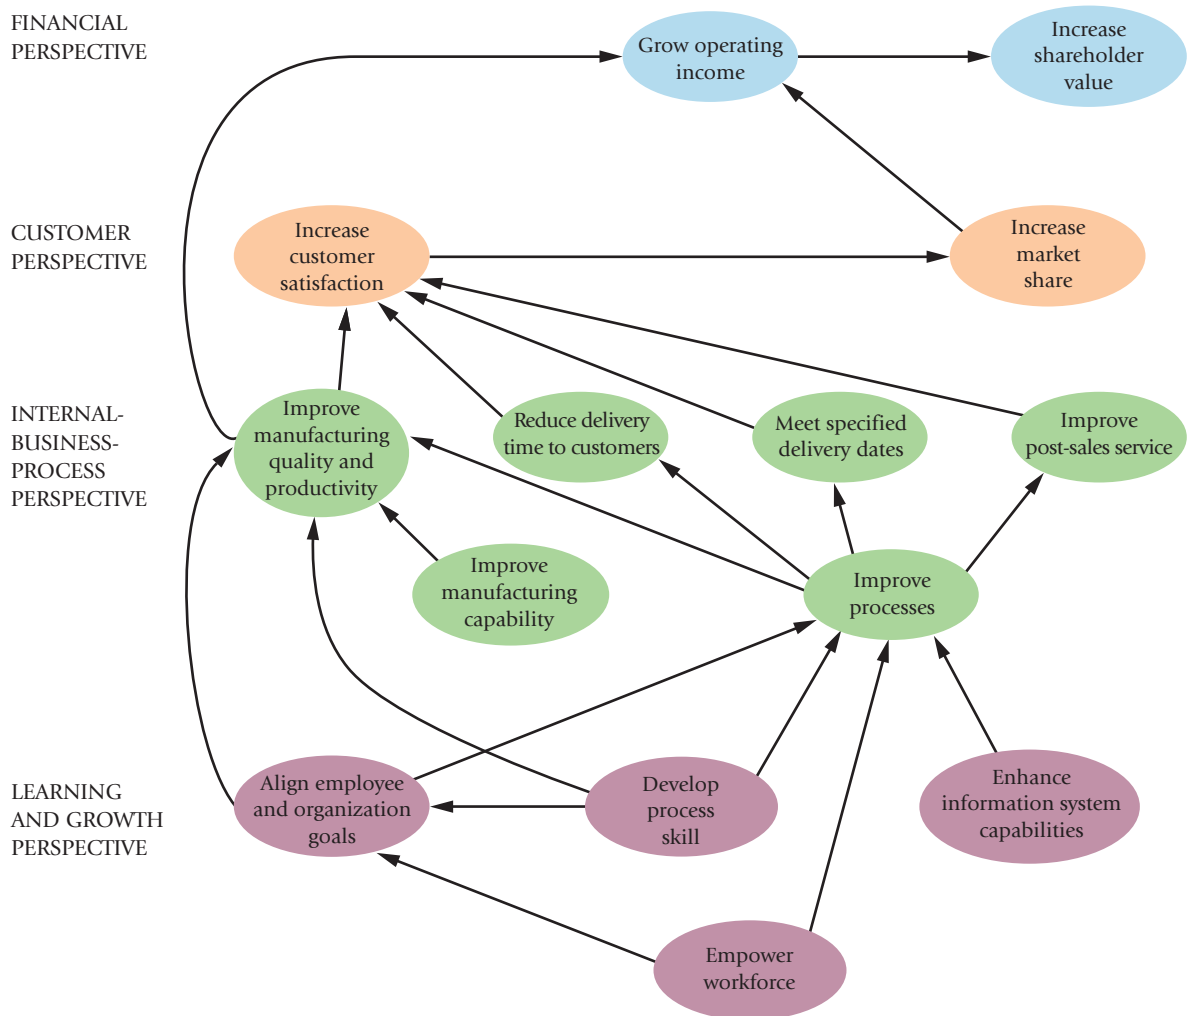 FINANCIAL
PERSPECTIVE
Grow operating
income
Increase
shareholder
value
CUSTOMER
PERSPECTIVE
Increase
customer
satisfaction
Increase
market
share
INTERNAL-
BUSINESS-
PROCESS
PERSPECTIVE
Improve
manufacturing
quality and
productivity
Reduce delivery
time to customers
Meet specified
delivery dates
Improve
post-sales service
Improve
manufacturing
capability
Improve
processes
LEARNING
AND GROWTH
PERSPECTIVE
Align employee
and organization
goals
Develop
process
skill
Enhance
information system
capabilities
Empower
workforce